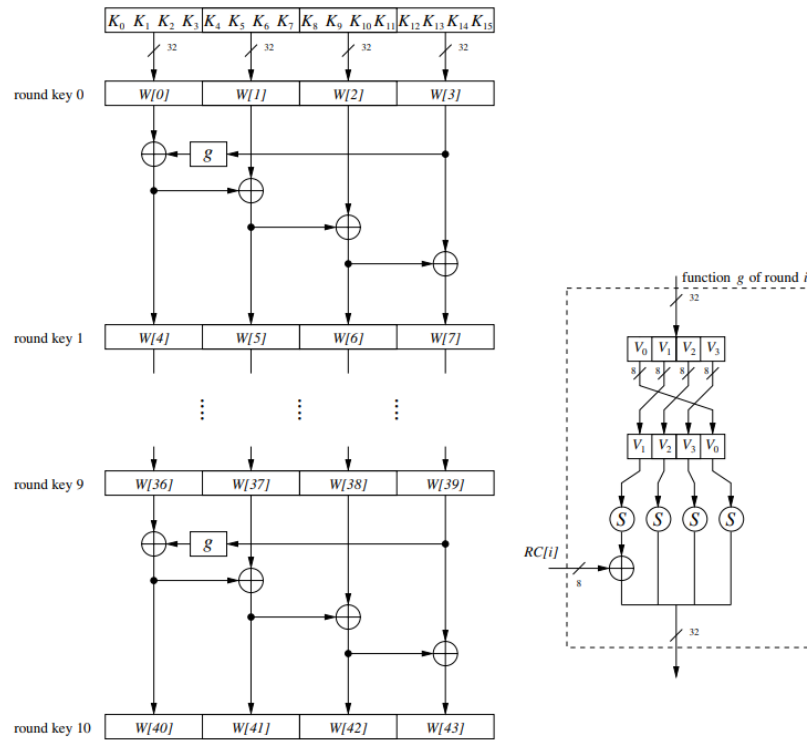 K₀ K₁ K₂ K₃ K₄ K₅ K₆ K₇ K₈ K₉ K₁₀ K₁₁ K₁₂ K₁₃ K₁₄ K₁₅
32 32 32 32
round key 0 W[0] W[1] W[2] W[3]
g
round key 1 W[4] W[5] W[6] W[7]
round key 9 W[36] W[37] W[38] W[39]
g
round key 10 W[40] W[41] W[42] W[43]
function g of round i
32
V₀ V₁ V₂ V₃
8 8 8 8
V₁ V₂ V₃ V₀
S S S S
RC[i]
8
32